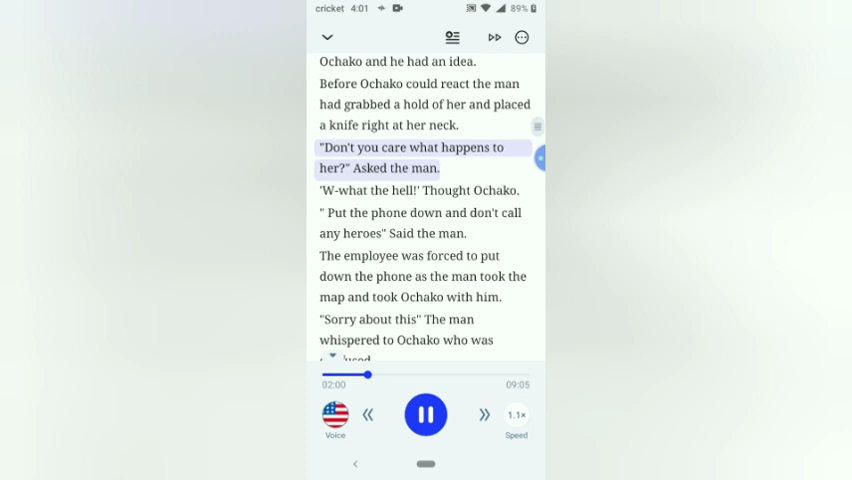 cricket 4:01
89%
Ochako and he had an idea.
Before Ochako could react the man
had grabbed a hold of her and placed
a knife right at her neck.
"Don't you care what happens to
her?" Asked the man.
'W-what the hell!' Thought Ochako.
" Put the phone down and don't call
any heroes" Said the man.
The employee was forced to put
down the phone as the man took the
map and took Ochako with him.
"Sorry about this" The man
whispered to Ochako who was
02:00 09:05
1.1×
Voice Speed